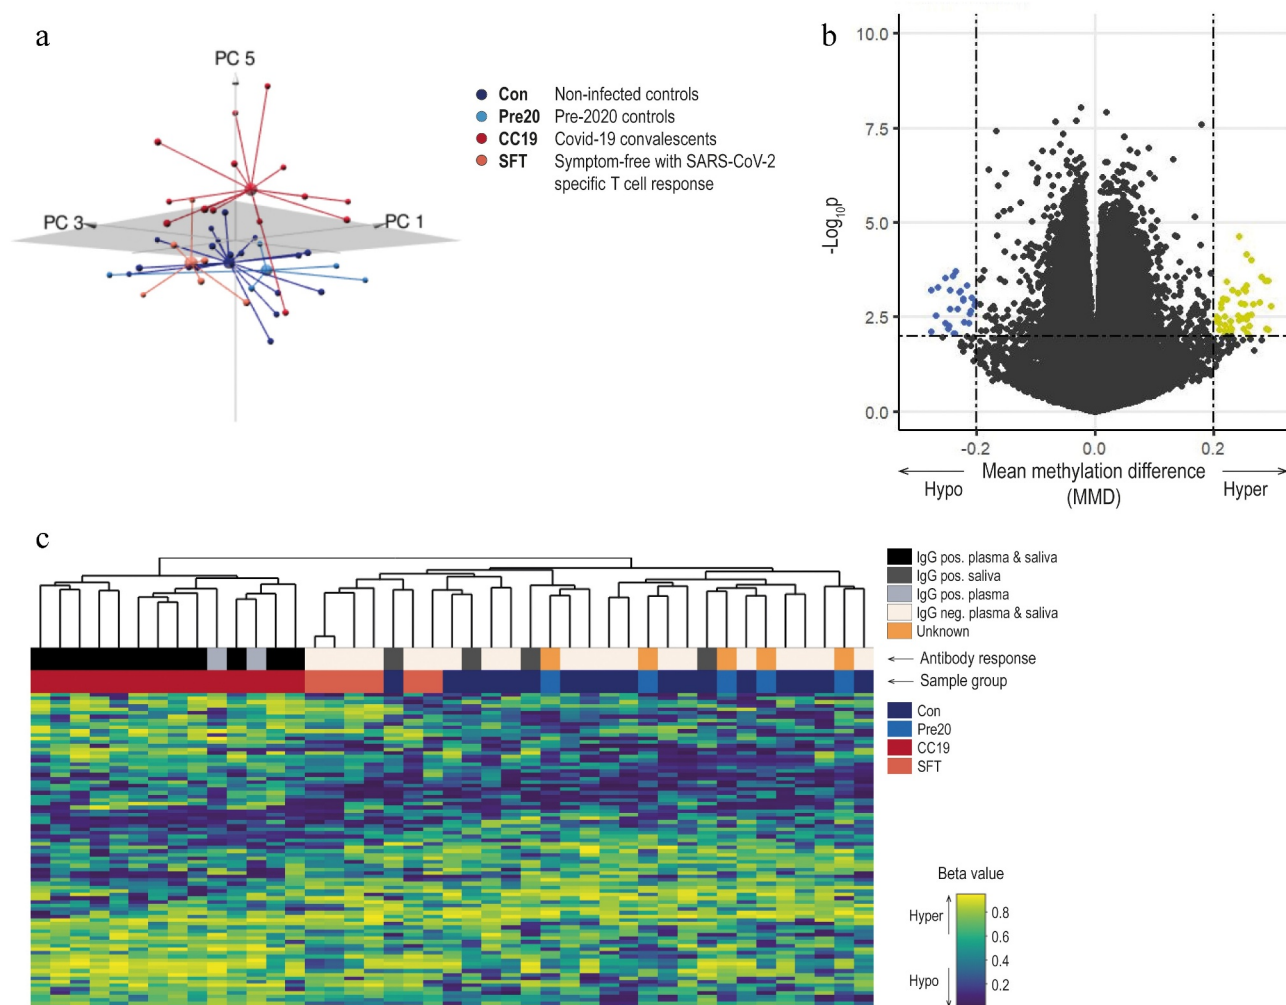 a
PC 5
PC 3
PC 1
Con Non-infected controls
Pre20 Pre-2020 controls
CC19 Covid-19 convalescents
SFT Symptom-free with SARS-CoV-2
specific T cell response
b
10.0
7.5
5.0
2.5
0.0
-Log10p
-0.2 0.0 0.2
Mean methylation difference
(MMD)
Hypo
Hyper
c
IgG pos. plasma & saliva
IgG pos. saliva
IgG pos. plasma
IgG neg. plasma & saliva
Unknown
Antibody response
Sample group
Con
Pre20
CC19
SFT
Beta value
Hyper
Hypo
0.8
0.6
0.4
0.2